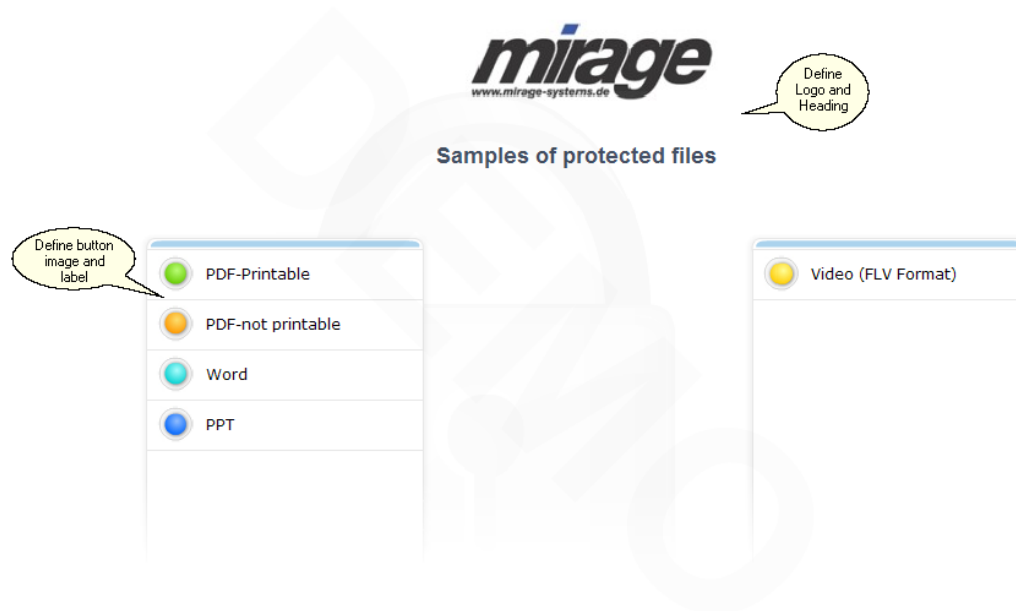 mirage
www.mirage-systems.de
Define
Logo and
Heading
Samples of protected files
Define button
image and
label
PDF-Printable
PDF-not printable
Word
PPT
Video (FLV Format)
DEMO